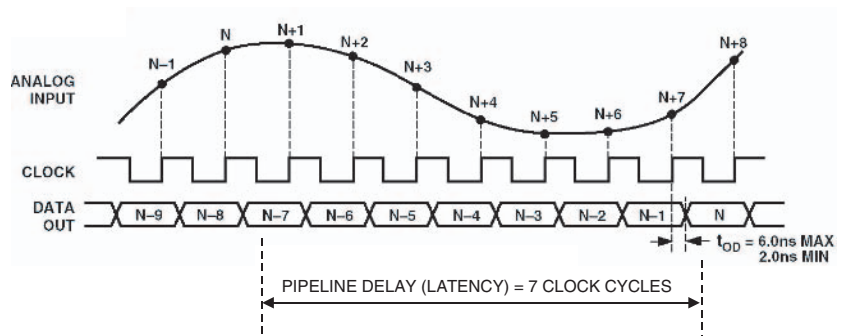 N–1
N
N+1
N+2
N+3
N+4
N+5
N+6
N+7
N+8
ANALOG
INPUT
CLOCK
DATA
OUT
N–9
N–8
N–7
N–6
N–5
N–4
N–3
N–2
N–1
N
tOD = 6.0ns MAX
2.0ns MIN
PIPELINE DELAY (LATENCY) = 7 CLOCK CYCLES